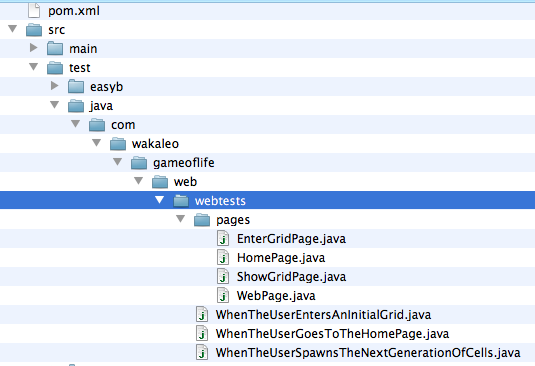 pom.xml
src
main
test
easyb
java
com
wakaleo
gameoflife
web
webtests
pages
EnterGridPage.java
HomePage.java
ShowGridPage.java
WebPage.java
WhenTheUserEntersAnInitialGrid.java
WhenTheUserGoesToTheHomePage.java
WhenTheUserSpawnsTheNextGenerationOfCells.java